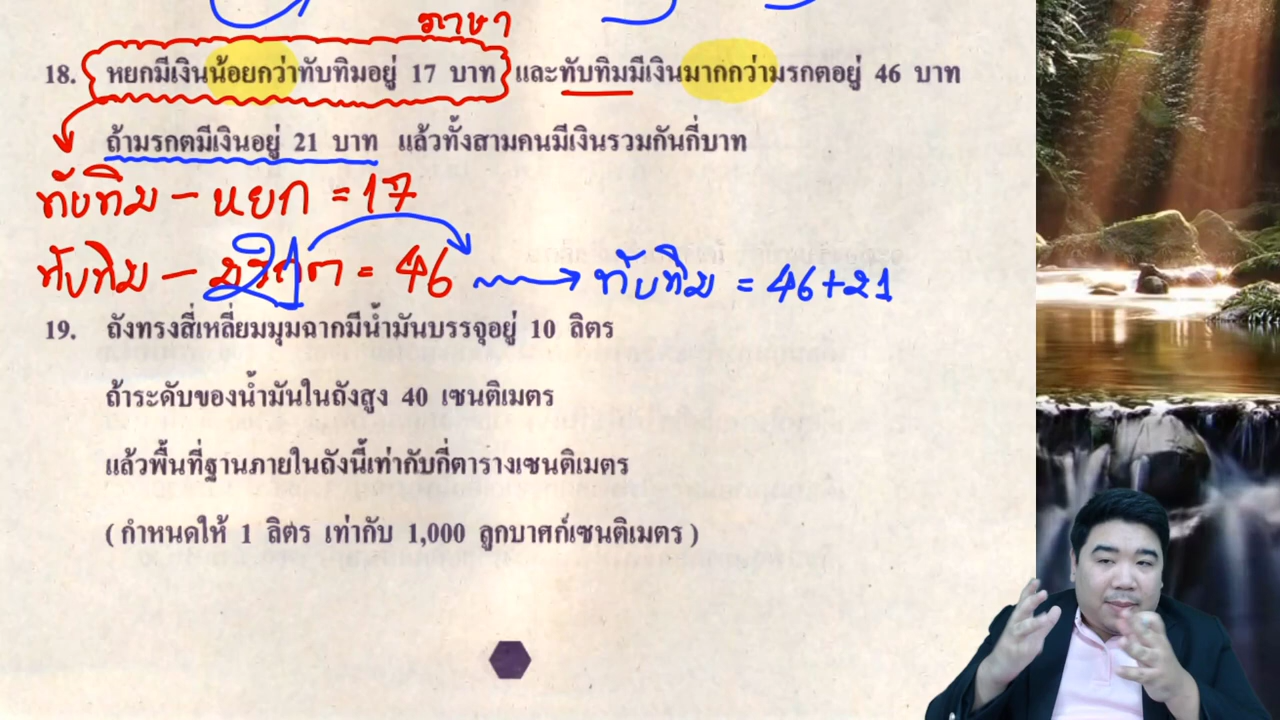 ภาษา
18. หยกมีเงินน้อยกว่าทับทิมอยู่ 17 บาท และทับทิมมีเงินมากกว่ามรกตอยู่ 46 บาท
ถ้ามรกตมีเงินอยู่ 21 บาท แล้วทั้งสามคนมีเงินรวมกันกี่บาท
ทับทิม - หยก = 17
ทับทิม - มรกต = 46 → ทับทิม = 46+21
21
19. ถังทรงสี่เหลี่ยมมุมฉากมีน้ำมันบรรจุอยู่ 10 ลิตร
ถ้าระดับของน้ำมันในถังสูง 40 เซนติเมตร
แล้วพื้นที่ฐานภายในถังนี้เท่ากับกี่ตารางเซนติเมตร
( กำหนดให้ 1 ลิตร เท่ากับ 1,000 ลูกบาศก์เซนติเมตร )